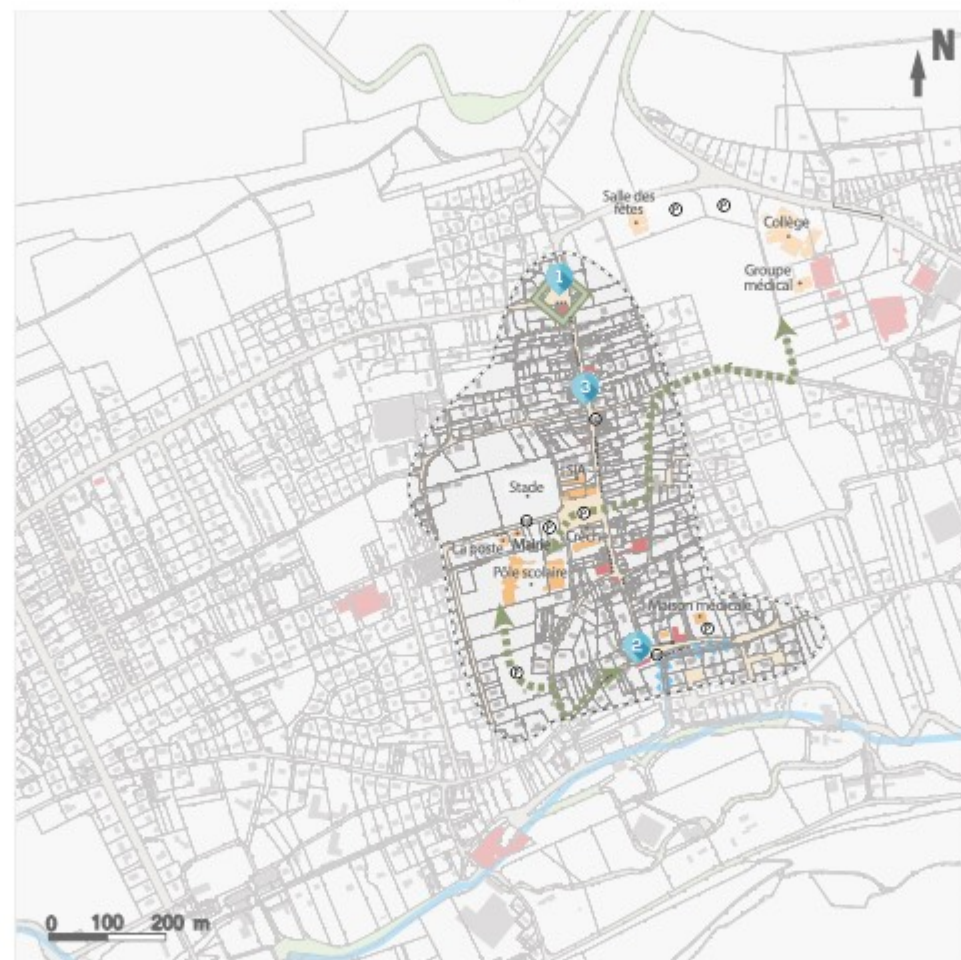 N
Salle des
fêtes
P
P
Collège
Groupe
médical
1
3
SIA
Stade
P
P
Crèche
La poste
Mairie
Pôle scolaire
Maison médicale
P
2
P
0 100 200 m